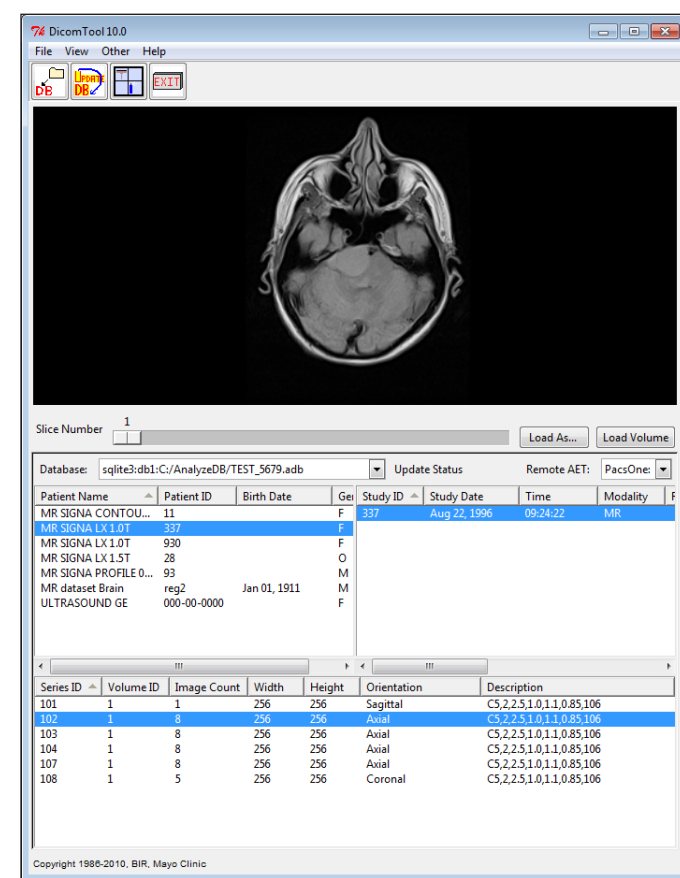 DicomTool 10.0
File View Other Help
DB UPDATE DB EXIT
1
Slice Number Load As... Load Volume
Database: sqlite3:db1:C:/AnalyzeDB/TEST_5679.adb Update Status Remote AET: PacsOne:
Patient Name Patient ID Birth Date Gei Study ID Study Date Time Modality
MR SIGNA CONTOU... 11 F 337 Aug 22, 1996 09:24:22 MR
MR SIGNA LX 1.0T 337 F
MR SIGNA LX 1.0T 930 F
MR SIGNA LX 1.5T 28 O
MR SIGNA PROFILE 0... 93 M
MR dataset Brain reg2 Jan 01, 1911 M
ULTRASOUND GE 000-00-0000 F
Series ID Volume ID Image Count Width Height Orientation Description
101 1 1 256 256 Sagittal C5,2,2.5,1.0,1.1,0.85,106
102 1 8 256 256 Axial C5,2,2.5,1.0,1.1,0.85,106
103 1 8 256 256 Axial C5,2,2.5,1.0,1.1,0.85,106
104 1 8 256 256 Axial C5,2,2.5,1.0,1.1,0.85,106
107 1 8 256 256 Axial C5,2,2.5,1.0,1.1,0.85,106
108 1 5 256 256 Coronal C5,2,2.5,1.0,1.1,0.85,106
Copyright 1986-2010, BIR, Mayo Clinic